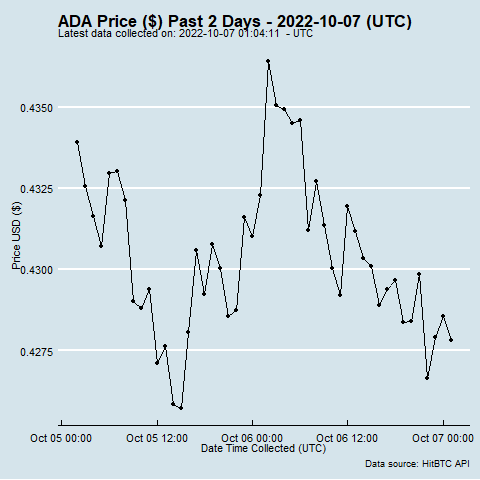 ADA Price ($) Past 2 Days - 2022-10-07 (UTC)
Latest data collected on: 2022-10-07 01:04:11  - UTC
Price USD ($)
0.4350
0.4325
0.4300
0.4275
Oct 05 00:00
Oct 05 12:00
Oct 06 00:00
Oct 06 12:00
Oct 07 00:00
Date Time Collected (UTC)
Data source: HitBTC API